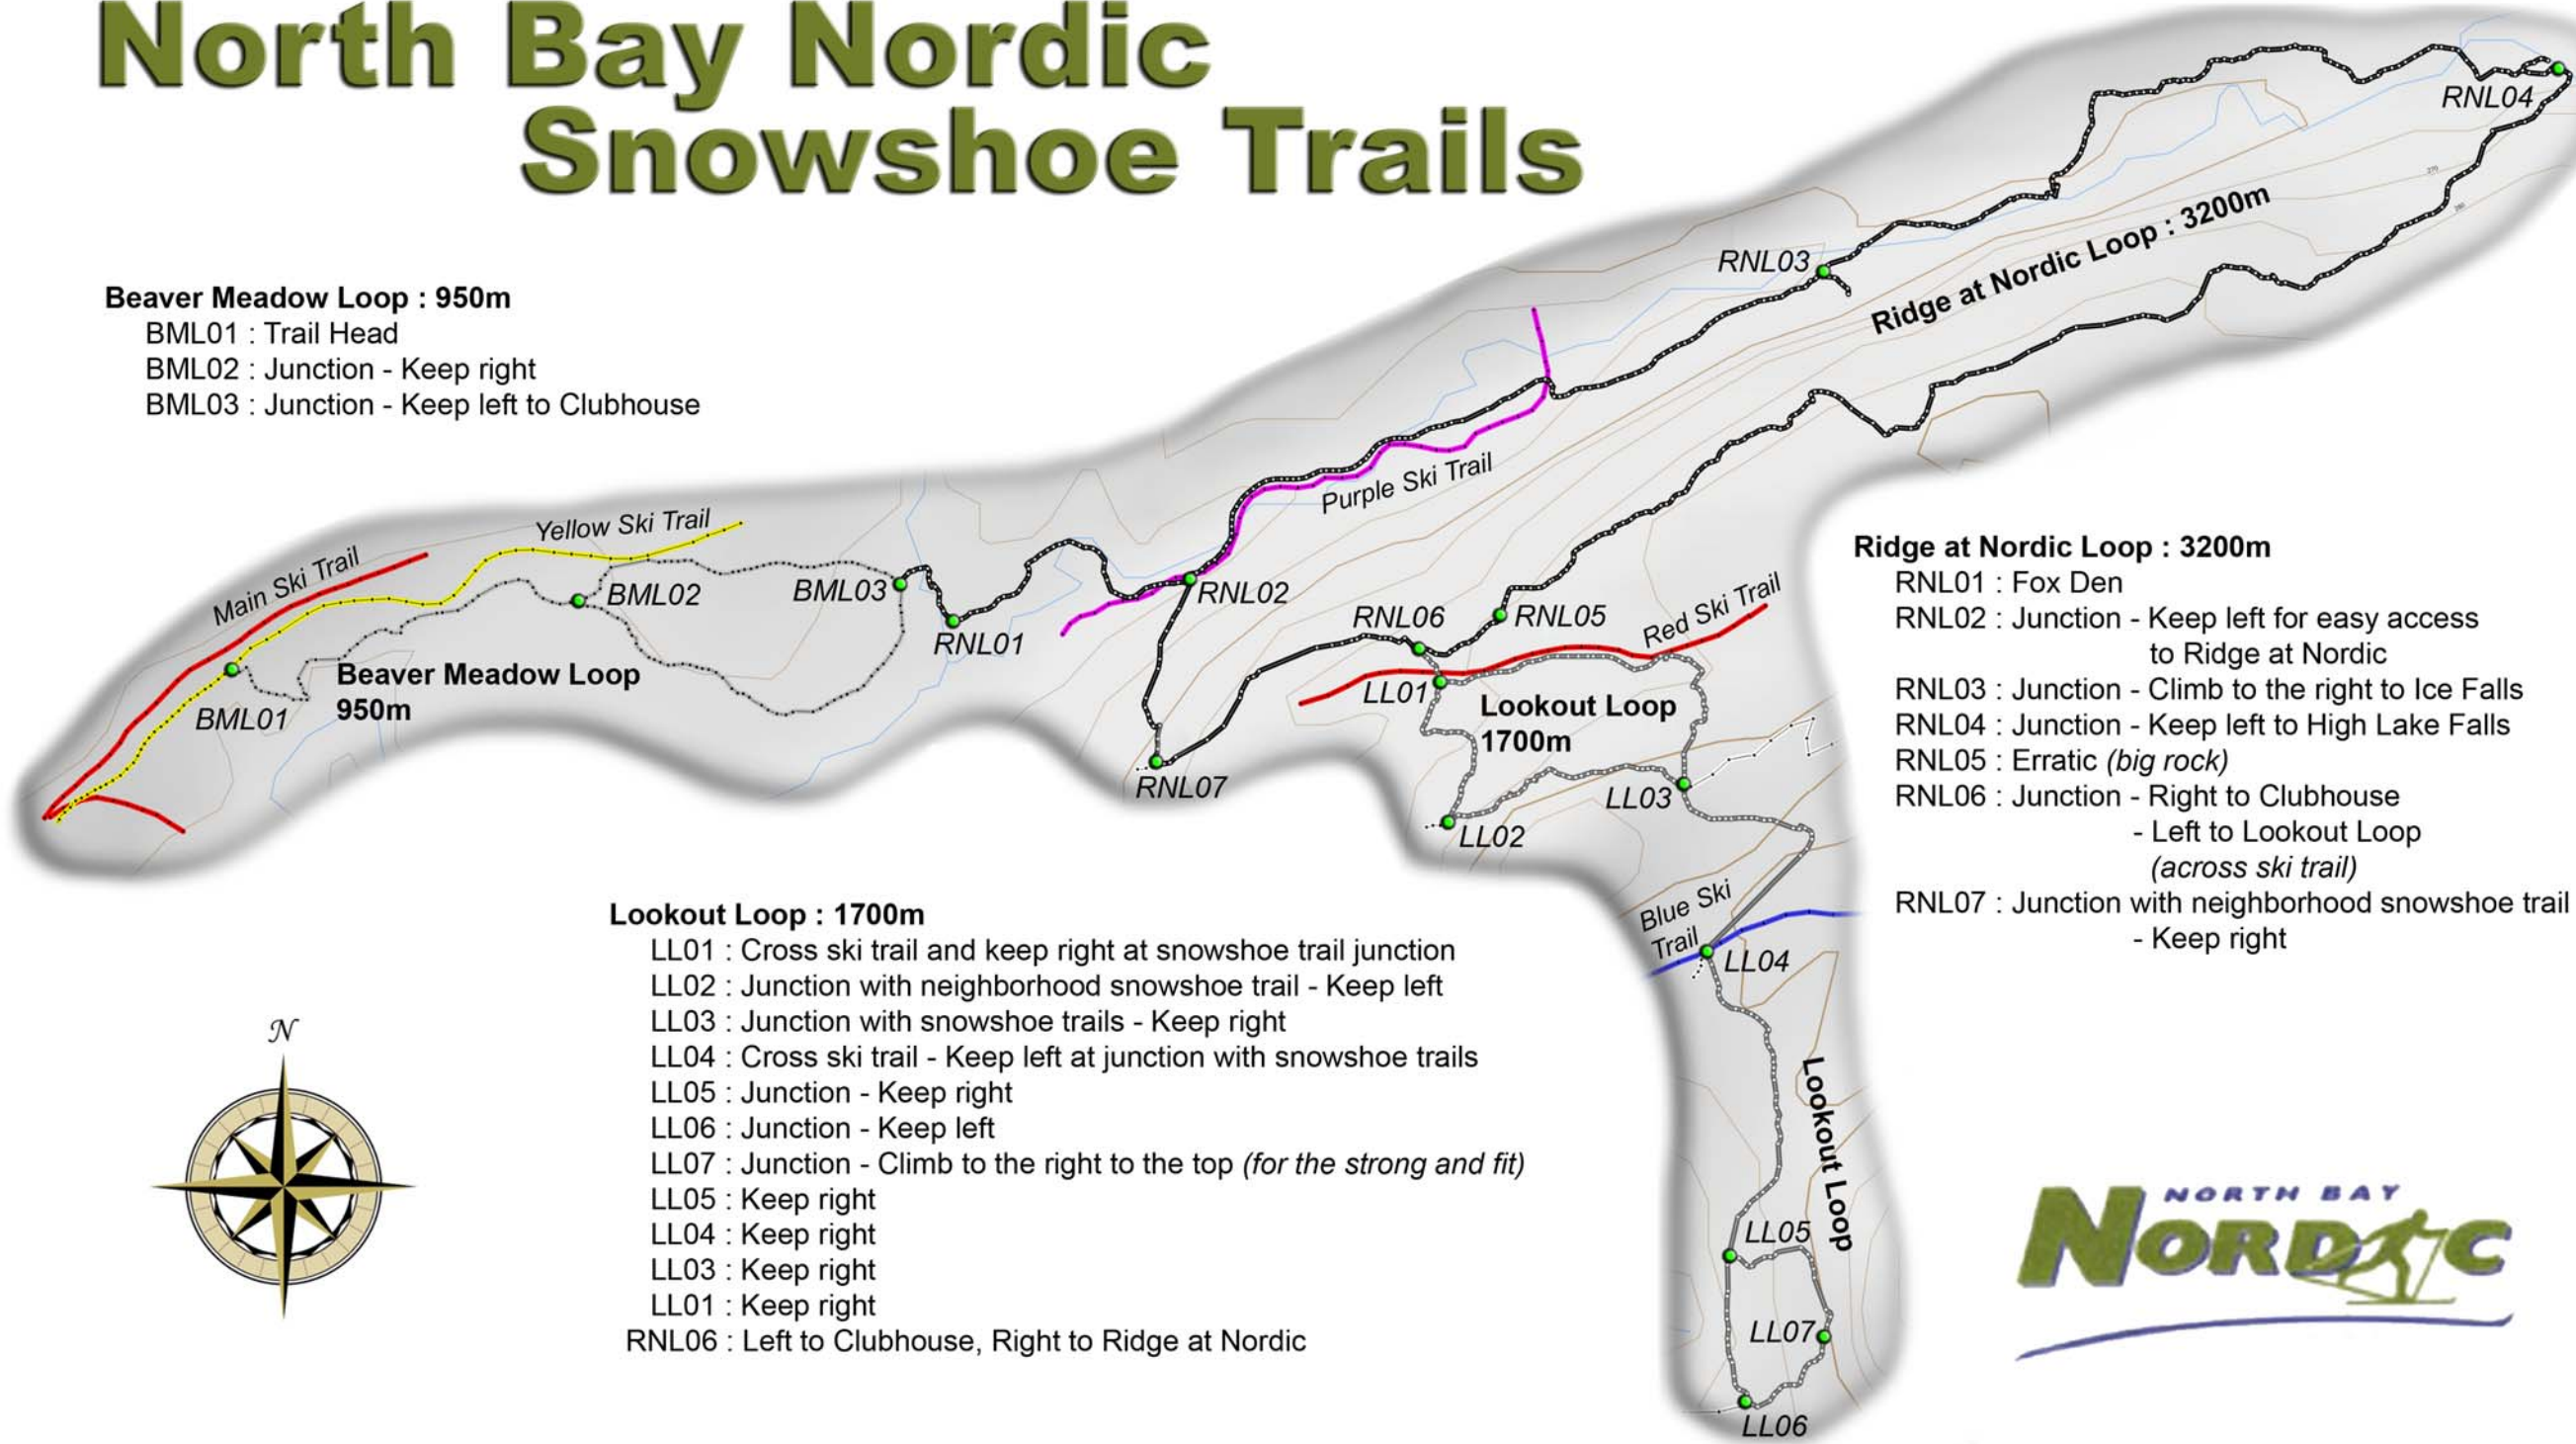 North Bay Nordic
Snowshoe Trails
Beaver Meadow Loop : 950m
BML01 : Trail Head
BML02 : Junction - Keep right
BML03 : Junction - Keep left to Clubhouse
RNL04
270
280
Ridge at Nordic Loop : 3200m
RNL03
Purple Ski Trail
Yellow Ski Trail
Main Ski Trail
BML02
BML03
RNL02
RNL01
RNL06
RNL05
Red Ski Trail
BML01
Beaver Meadow Loop
950m
LL01
Lookout Loop
1700m
RNL07
LL03
LL02
Ridge at Nordic Loop : 3200m
RNL01 : Fox Den
RNL02 : Junction - Keep left for easy access
to Ridge at Nordic
RNL03 : Junction - Climb to the right to Ice Falls
RNL04 : Junction - Keep left to High Lake Falls
RNL05 : Erratic (big rock)
RNL06 : Junction - Right to Clubhouse
- Left to Lookout Loop
(across ski trail)
RNL07 : Junction with neighborhood snowshoe trail
- Keep right
Blue Ski
Trail
LL04
Lookout Loop
LL05
LL07
LL06
Lookout Loop : 1700m
LL01 : Cross ski trail and keep right at snowshoe trail junction
LL02 : Junction with neighborhood snowshoe trail - Keep left
LL03 : Junction with snowshoe trails - Keep right
LL04 : Cross ski trail - Keep left at junction with snowshoe trails
LL05 : Junction - Keep right
LL06 : Junction - Keep left
LL07 : Junction - Climb to the right to the top (for the strong and fit)
LL05 : Keep right
LL04 : Keep right
LL03 : Keep right
LL01 : Keep right
RNL06 : Left to Clubhouse, Right to Ridge at Nordic
N
NORTH BAY
NORDIC